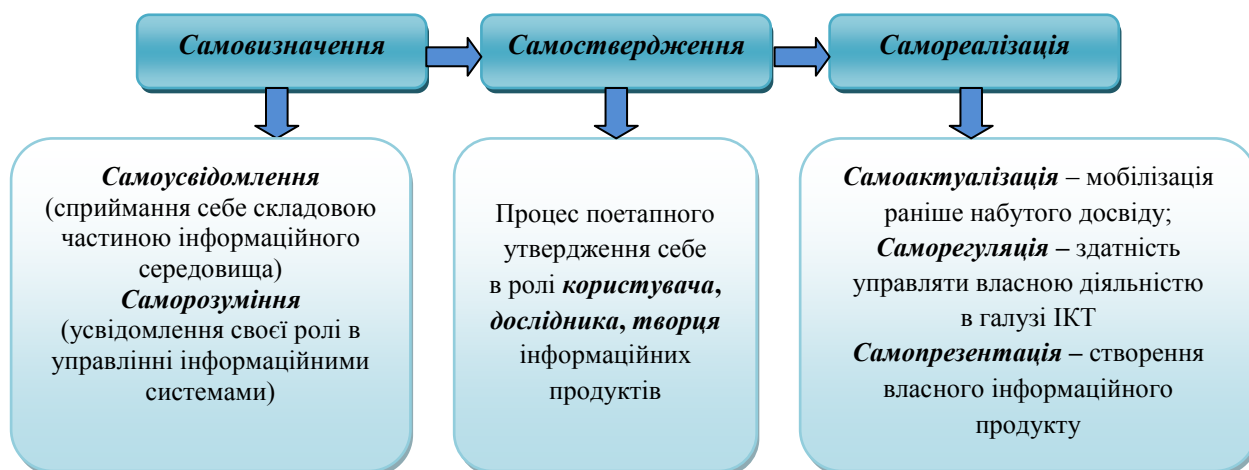 Самовизначення
Самоствердження
Самореалізація
Самоусвідомлення
(сприймання себе складовою
частиною інформаційного
середовища)
Саморозуміння
(усвідомлення своєї ролі в
управлінні інформаційними
системами)
Процес поетапного
утвердження себе
в ролі користувача,
дослідника, творця
інформаційних
продуктів
Самоактуалізація – мобілізація
раніше набутого досвіду;
Саморегуляція – здатність
управляти власною діяльністю
в галузі ІКТ
Самопрезентація – створення
власного інформаційного
продукту